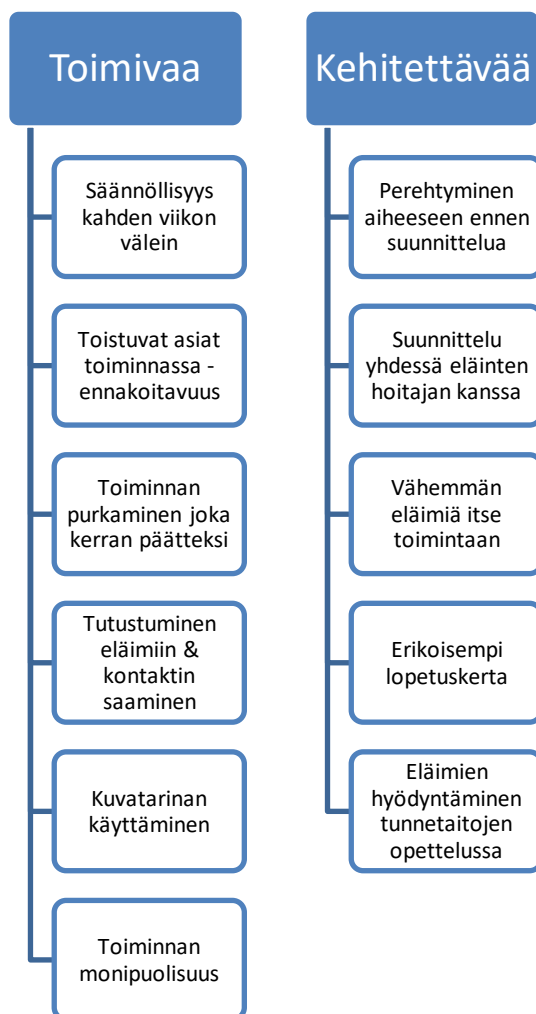 Toimivaa
Säännöllisyys
kahden viikon
välein
Toistuvat asiat
toiminnassa -
ennakoitavuus
Toiminnan
purkaminen joka
kerran päätteksi
Tutustuminen
eläimiin &
kontaktin
saaminen
Kuvatarinan
käyttäminen
Toiminnan
monipuolisuus
Kehitettävää
Perehtyminen
aiheeseen ennen
suunnittelua
Suunnittelu
yhdessä eläinten
hoitajan kanssa
Vähemmän
eläimiä itse
toimintaan
Erikoisempi
lopetuskerta
Eläimien
hyödyntäminen
tunnetaitojen
opettelussa